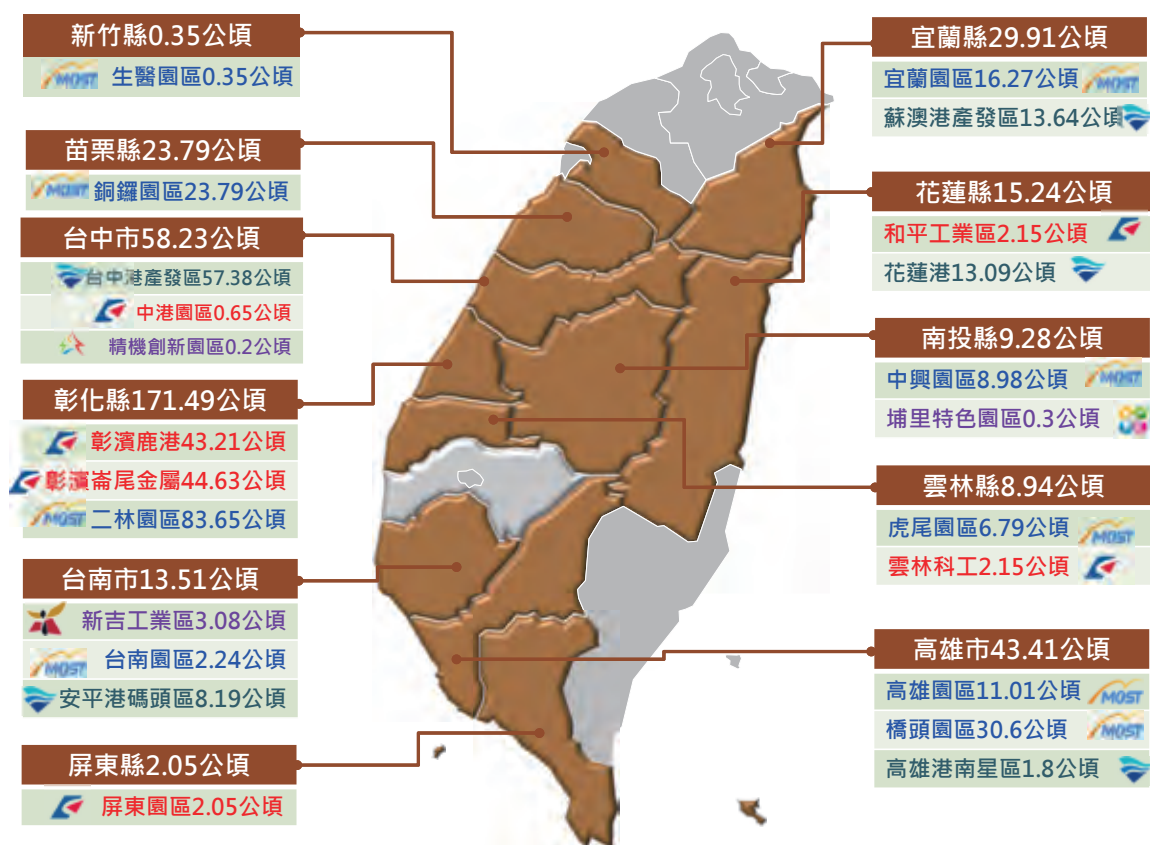 新竹縣0.35公頃
MOST 生醫園區0.35公頃
苗栗縣23.79公頃
MOST 銅鑼園區23.79公頃
台中市58.23公頃
台中港產發區57.38公頃
中港園區0.65公頃
精機創新園區0.2公頃
彰化縣171.49公頃
彰濱鹿港43.21公頃
彰濱崙尾金屬44.63公頃
MOST 二林園區83.65公頃
台南市13.51公頃
新吉工業區3.08公頃
MOST 台南園區2.24公頃
安平港碼頭區8.19公頃
屏東縣2.05公頃
屏東園區2.05公頃
宜蘭縣29.91公頃
宜蘭園區16.27公頃 MOST
蘇澳港產發區13.64公頃
花蓮縣15.24公頃
和平工業區2.15公頃
花蓮港13.09公頃
南投縣9.28公頃
中興園區8.98公頃 MOST
埔里特色園區0.3公頃
雲林縣8.94公頃
虎尾園區6.79公頃 MOST
雲林科工2.15公頃
高雄市43.41公頃
高雄園區11.01公頃 MOST
橋頭園區30.6公頃 MOST
高雄港南星區1.8公頃